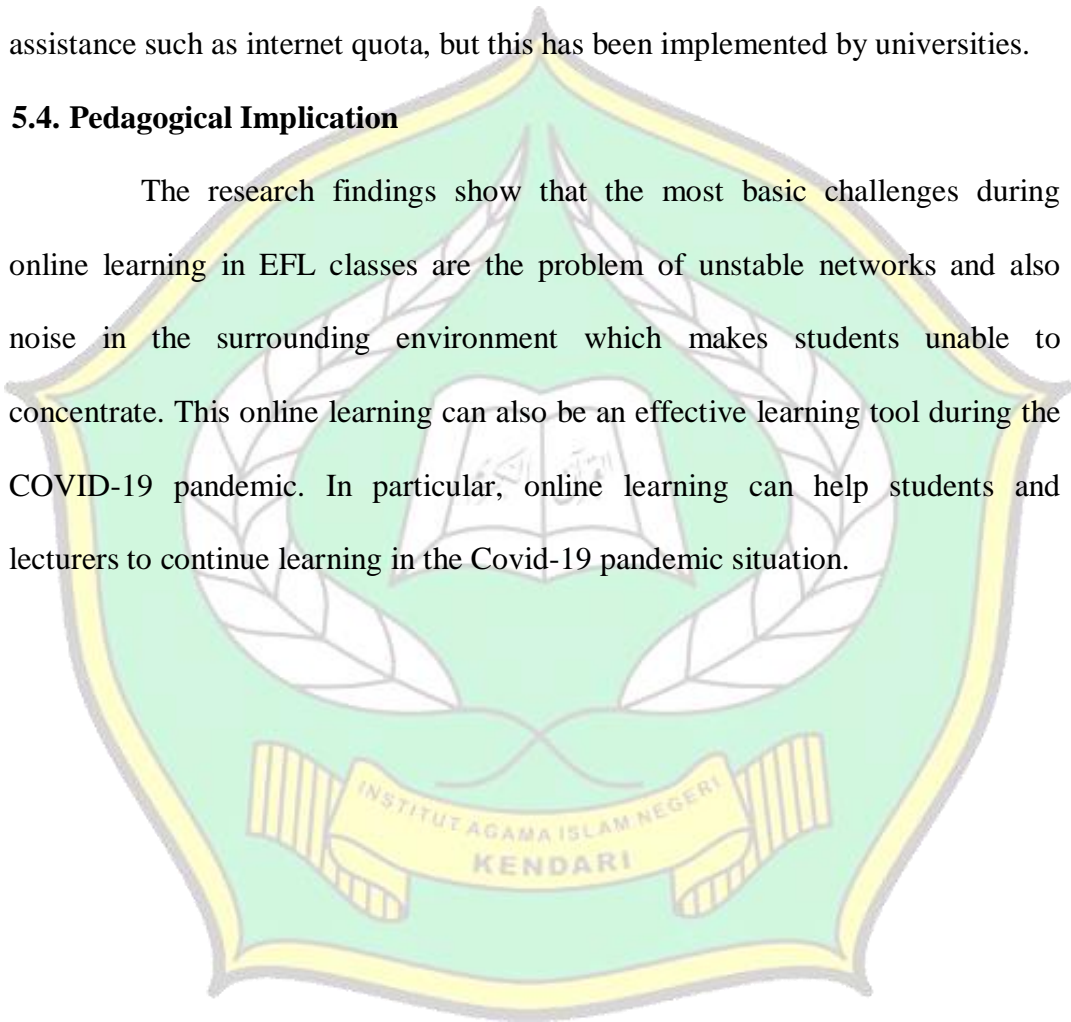 assistance such as internet quota, but this has been implemented by universities.
5.4. Pedagogical Implication
The research findings show that the most basic challenges during
online learning in EFL classes are the problem of unstable networks and also
noise in the surrounding environment which makes students unable to
concentrate. This online learning can also be an effective learning tool during the
COVID-19 pandemic. In particular, online learning can help students and
lecturers to continue learning in the Covid-19 pandemic situation.
INSTITUT AGAMA ISLAM NEGERI
KENDARI